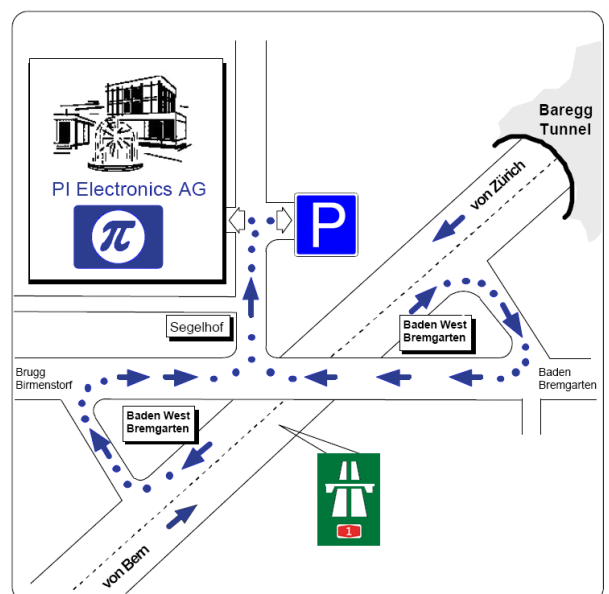 Baregg
Tunnel
PI Electronics AG
π
P
von Zürich
Segelhof
Baden West
Bremgarten
Brugg
Birmenstorf
Baden
Bremgarten
Baden West
Bremgarten
1
von Bern